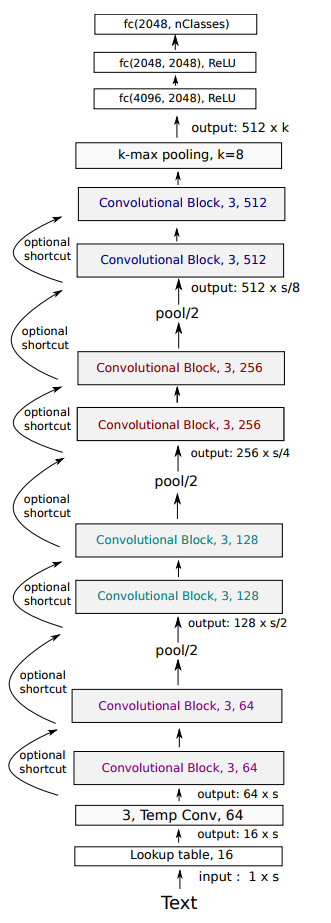 fc(2048, nClasses)
fc(2048, 2048), ReLU
fc(4096, 2048), ReLU
output: 512 x k
k-max pooling, k=8
Convolutional Block, 3, 512
optional
shortcut
Convolutional Block, 3, 512
output: 512 x s/8
pool/2
optional
shortcut
Convolutional Block, 3, 256
optional
shortcut
Convolutional Block, 3, 256
output: 256 x s/4
pool/2
optional
shortcut
Convolutional Block, 3, 128
optional
shortcut
Convolutional Block, 3, 128
output: 128 x s/2
pool/2
optional
shortcut
Convolutional Block, 3, 64
optional
shortcut
Convolutional Block, 3, 64
output: 64 x s
3, Temp Conv, 64
output: 16 x s
Lookup table, 16
input : 1 x s
Text